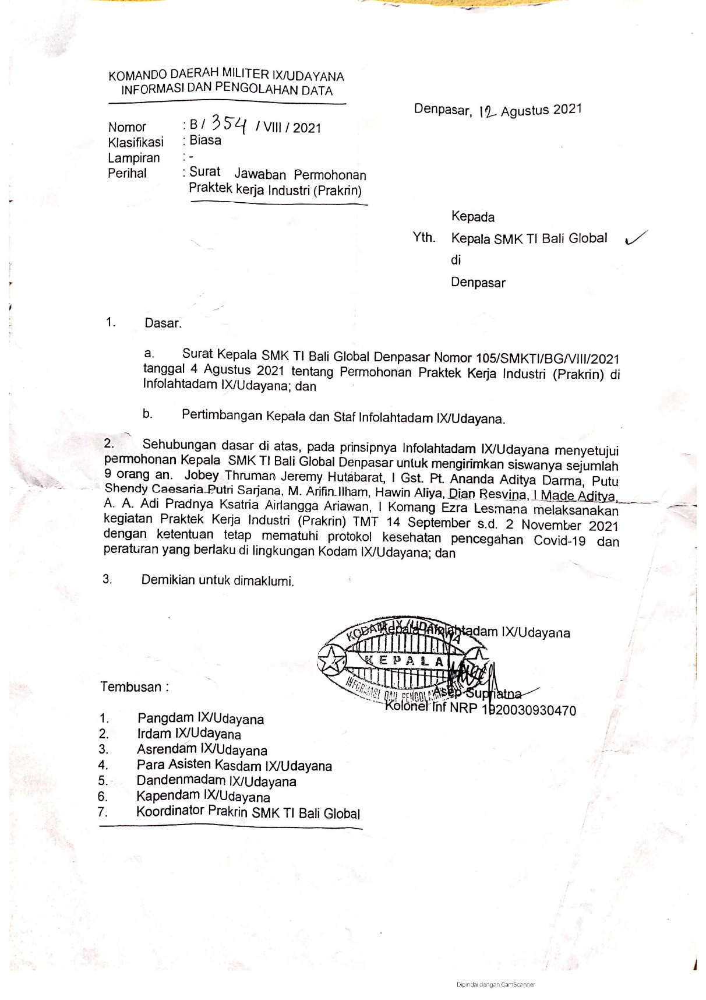 KOMANDO DAERAH MILITER IX/UDAYANA
INFORMASI DAN PENGOLAHAN DATA
Denpasar, 12 Agustus 2021
Nomor : B / 354 / VIII / 2021
Klasifikasi : Biasa
Lampiran : -
Perihal : Surat Jawaban Permohonan
Praktek kerja Industri (Prakrin)
Kepada
Yth. Kepala SMK TI Bali Global
di
Denpasar
1. Dasar.
a. Surat Kepala SMK TI Bali Global Denpasar Nomor 105/SMKTI/BG/VIII/2021
tanggal 4 Agustus 2021 tentang Permohonan Praktek Kerja Industri (Prakrin) di
Infolahtadam IX/Udayana; dan
b. Pertimbangan Kepala dan Staf Infolahtadam IX/Udayana.
2. Sehubungan dasar di atas, pada prinsipnya Infolahtadam IX/Udayana menyetujui
permohonan Kepala SMK TI Bali Global Denpasar untuk mengirimkan siswanya sejumlah
9 orang an. Jobey Thruman Jeremy Hutabarat, I Gst. Pt. Ananda Aditya Darma, Putu
Shendy Caesaria Putri Sarjana, M. Arifin Ilham, Hawin Aliya, Dian Resvina, I Made Aditya,
A. A. Adi Pradnya Ksatria Airlangga Ariawan, I Komang Ezra Lesmana melaksanakan
kegiatan Praktek Kerja Industri (Prakrin) TMT 14 September s.d. 2 November 2021
dengan ketentuan tetap mematuhi protokol kesehatan pencegahan Covid-19 dan
peraturan yang berlaku di lingkungan Kodam IX/Udayana; dan
3. Demikian untuk dimaklumi.
Kepala Infolahtadam IX/Udayana
KODAM IX/UDAYANA
KEPALA
INFORMASI DAN PENGOLAHAN DATA
Asep Supriatna
Kolonel Inf NRP 1920030930470
Tembusan :
1. Pangdam IX/Udayana
2. Irdam IX/Udayana
3. Asrendam IX/Udayana
4. Para Asisten Kasdam IX/Udayana
5. Dandenmadam IX/Udayana
6. Kapendam IX/Udayana
7. Koordinator Prakrin SMK TI Bali Global
Dipindai dengan CamScanner